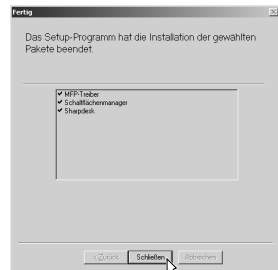 Fertig
Das Setup-Programm hat die Installation der gewählten
Pakete beendet.
MFP-Treiber
Schaltflächenmanager
Sharpdesk
< Zurück
Schließen
Abbrechen